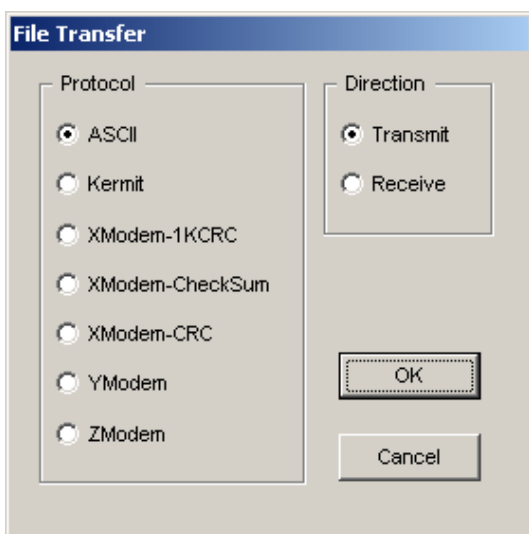 File Transfer
Protocol
ASCII
Kermit
XModem-1KCRC
XModem-CheckSum
XModem-CRC
YModem
ZModem
Direction
Transmit
Receive
OK
Cancel